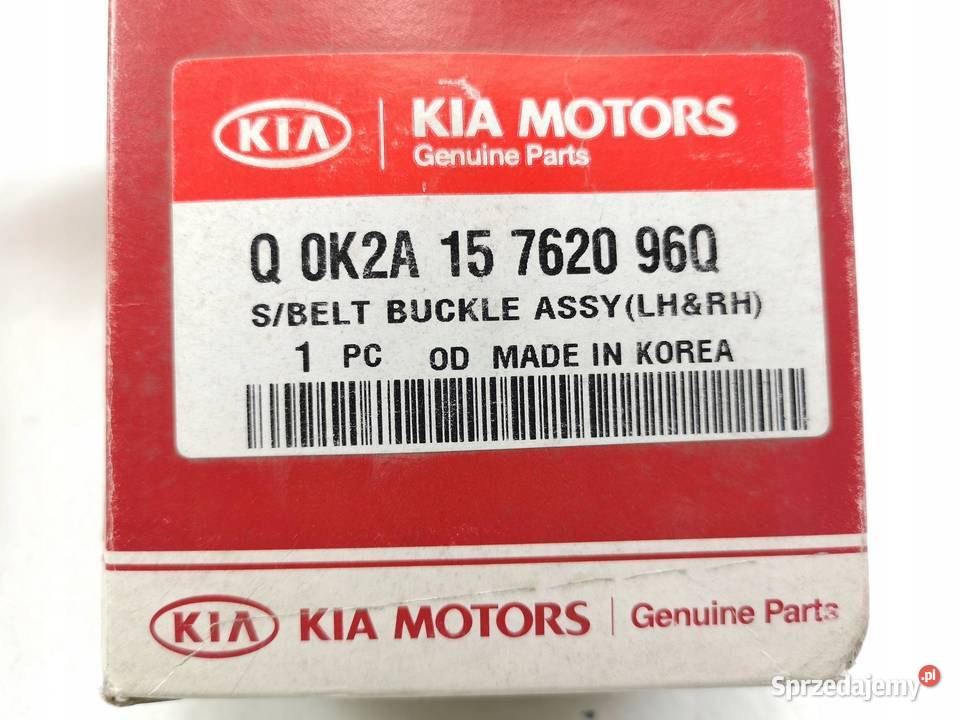 KIA KIA MOTORS
Genuine Parts
Q 0K2A 15 7620 96Q
S/BELT BUCKLE ASSY(LH&RH)
1 PC 0D MADE IN KOREA
KIA KIA MOTORS Genuine Parts
Sprzedajemy.pl